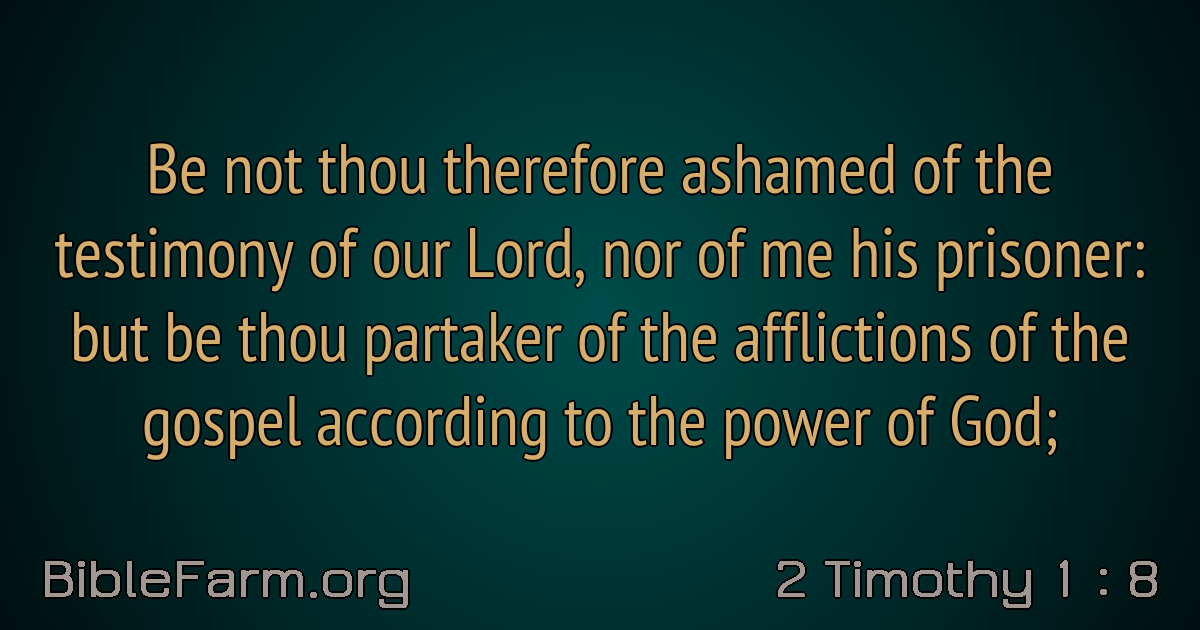 Be not thou therefore ashamed of the
testimony of our Lord, nor of me his prisoner:
but be thou partaker of the afflictions of the
gospel according to the power of God;
BibleFarm.org
2 Timothy 1 : 8